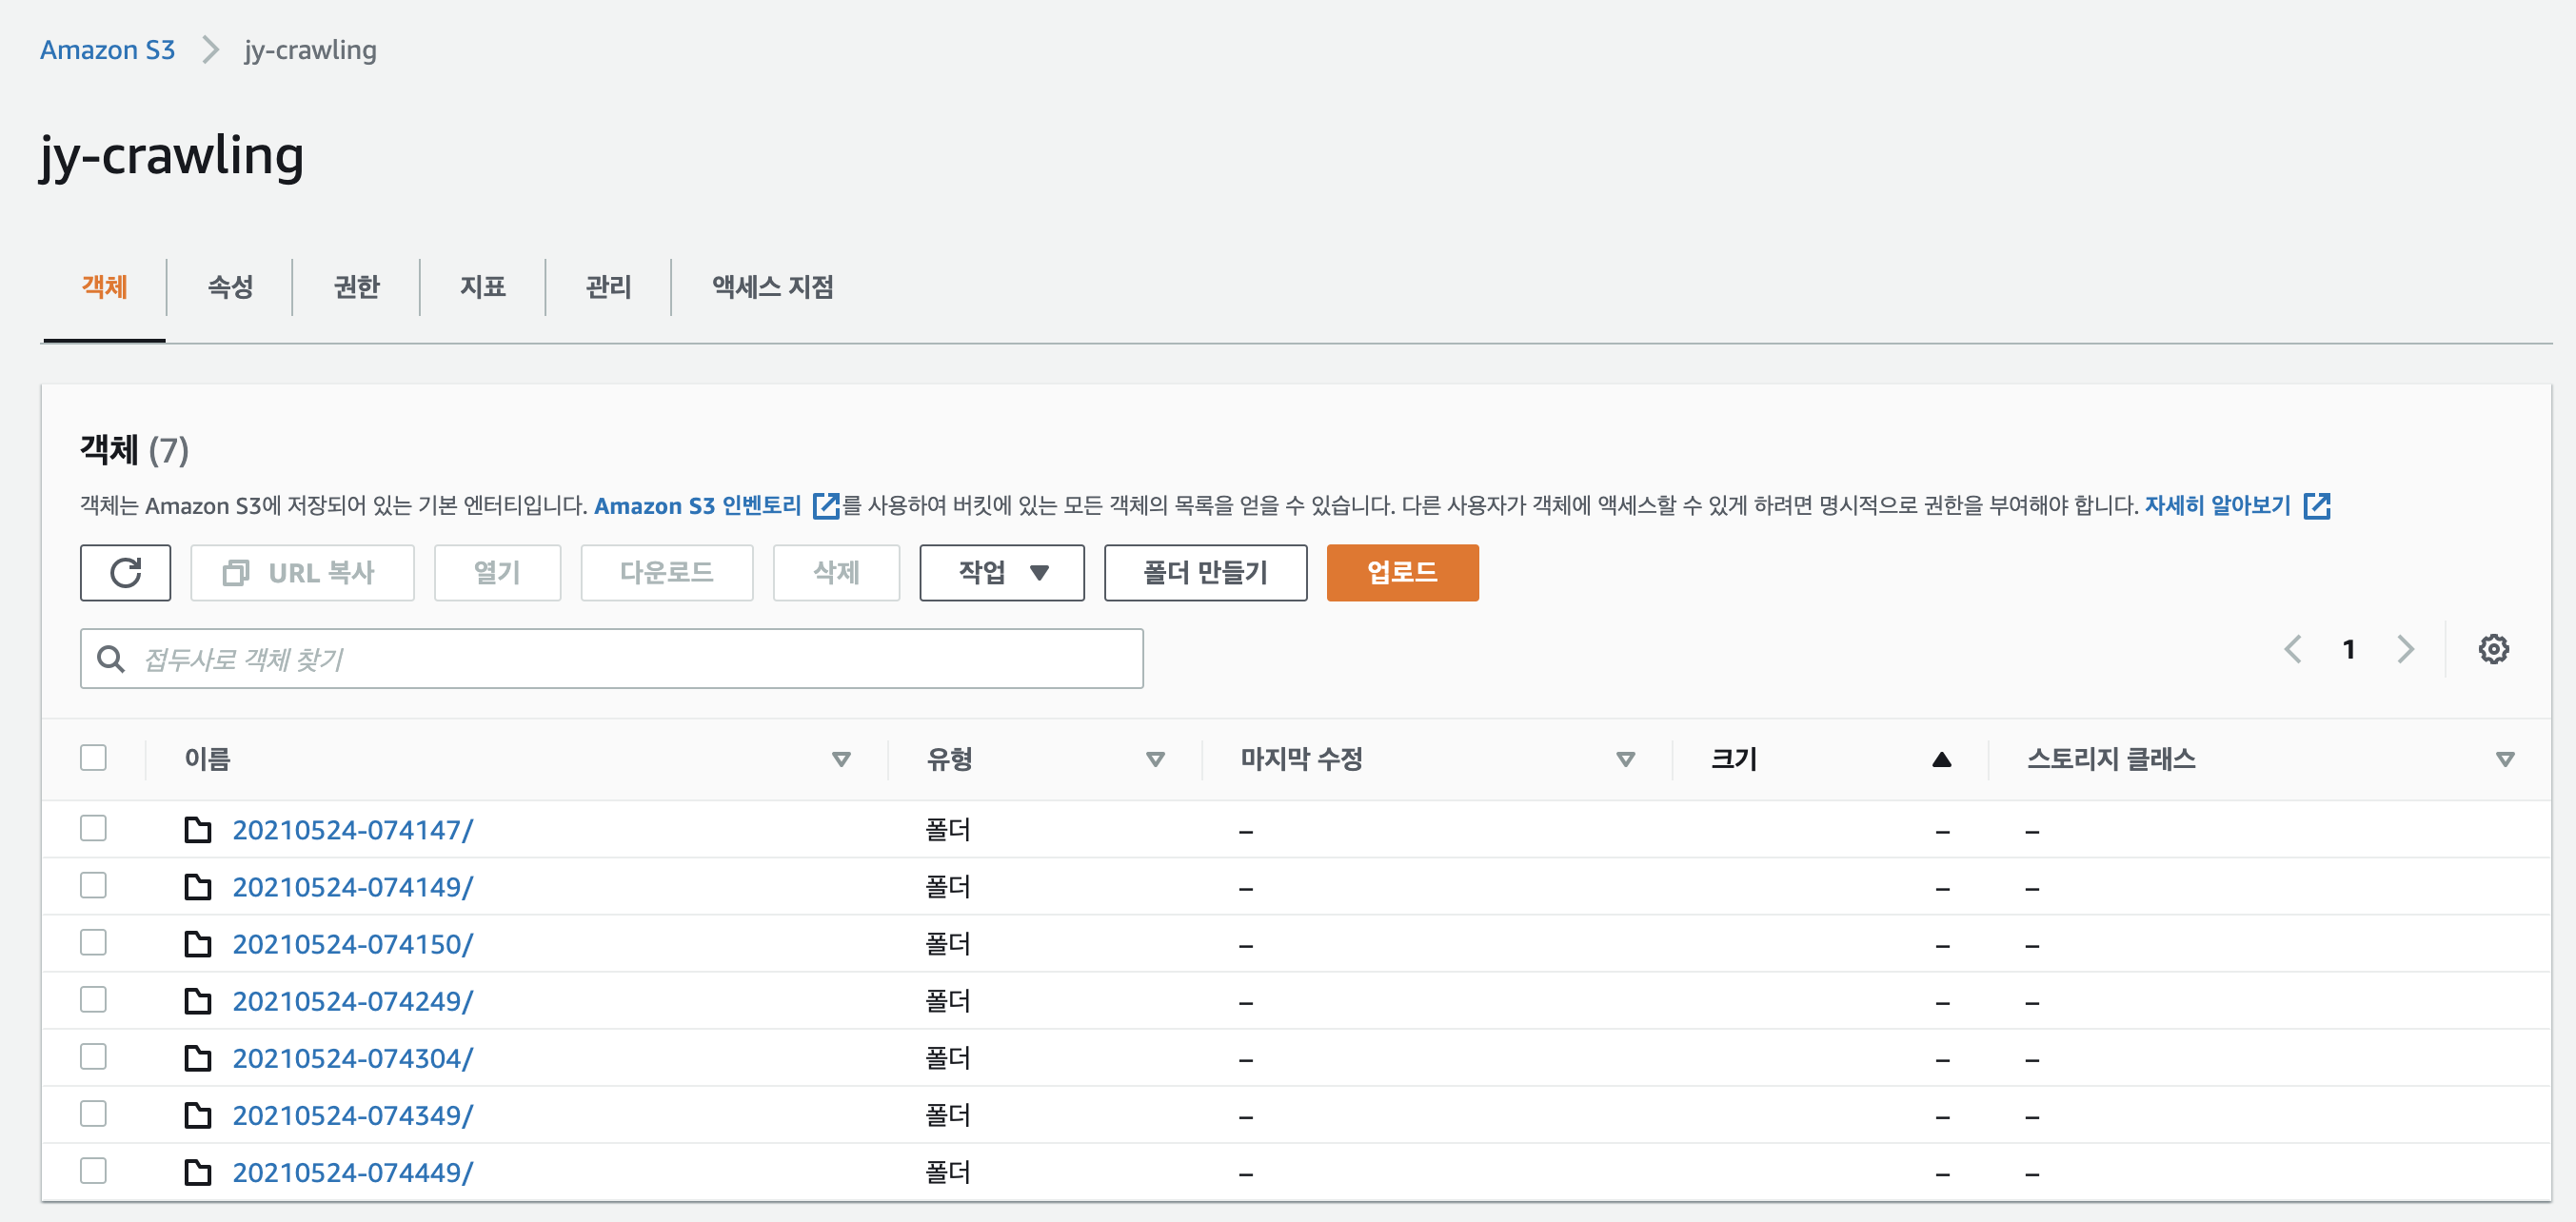 Amazon S3 > jy-crawling
jy-crawling
객체 속성 권한 지표 관리 액세스 지점
객체 (7)
객체는 Amazon S3에 저장되어 있는 기본 엔터티입니다. Amazon S3 인벤토리 를 사용하여 버킷에 있는 모든 객체의 목록을 얻을 수 있습니다. 다른 사용자가 객체에 액세스할 수 있게 하려면 명시적으로 권한을 부여해야 합니다. 자세히 알아보기
URL 복사 열기 다운로드 삭제 작업 폴더 만들기 업로드
접두사로 객체 찾기 1
이름 유형 마지막 수정 크기 스토리지 클래스
20210524-074147/ 폴더 – – –
20210524-074149/ 폴더 – – –
20210524-074150/ 폴더 – – –
20210524-074249/ 폴더 – – –
20210524-074304/ 폴더 – – –
20210524-074349/ 폴더 – – –
20210524-074449/ 폴더 – – –